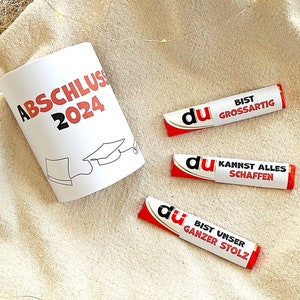 ABSCHLUSS
2024
du BIST
GROSSARTIG
du KANNST ALLES
SCHAFFEN
du BIST UNSER
GANZER STOLZ